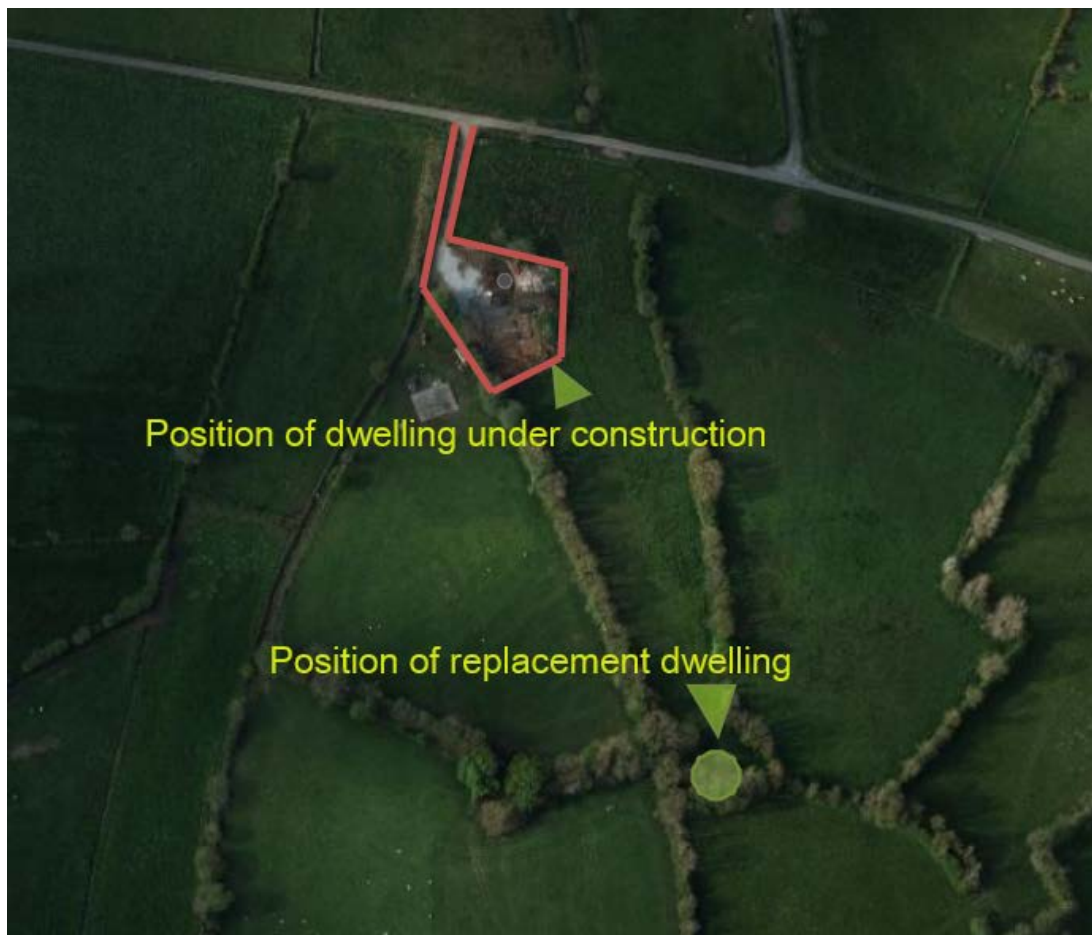 Position of dwelling under construction
Position of replacement dwelling